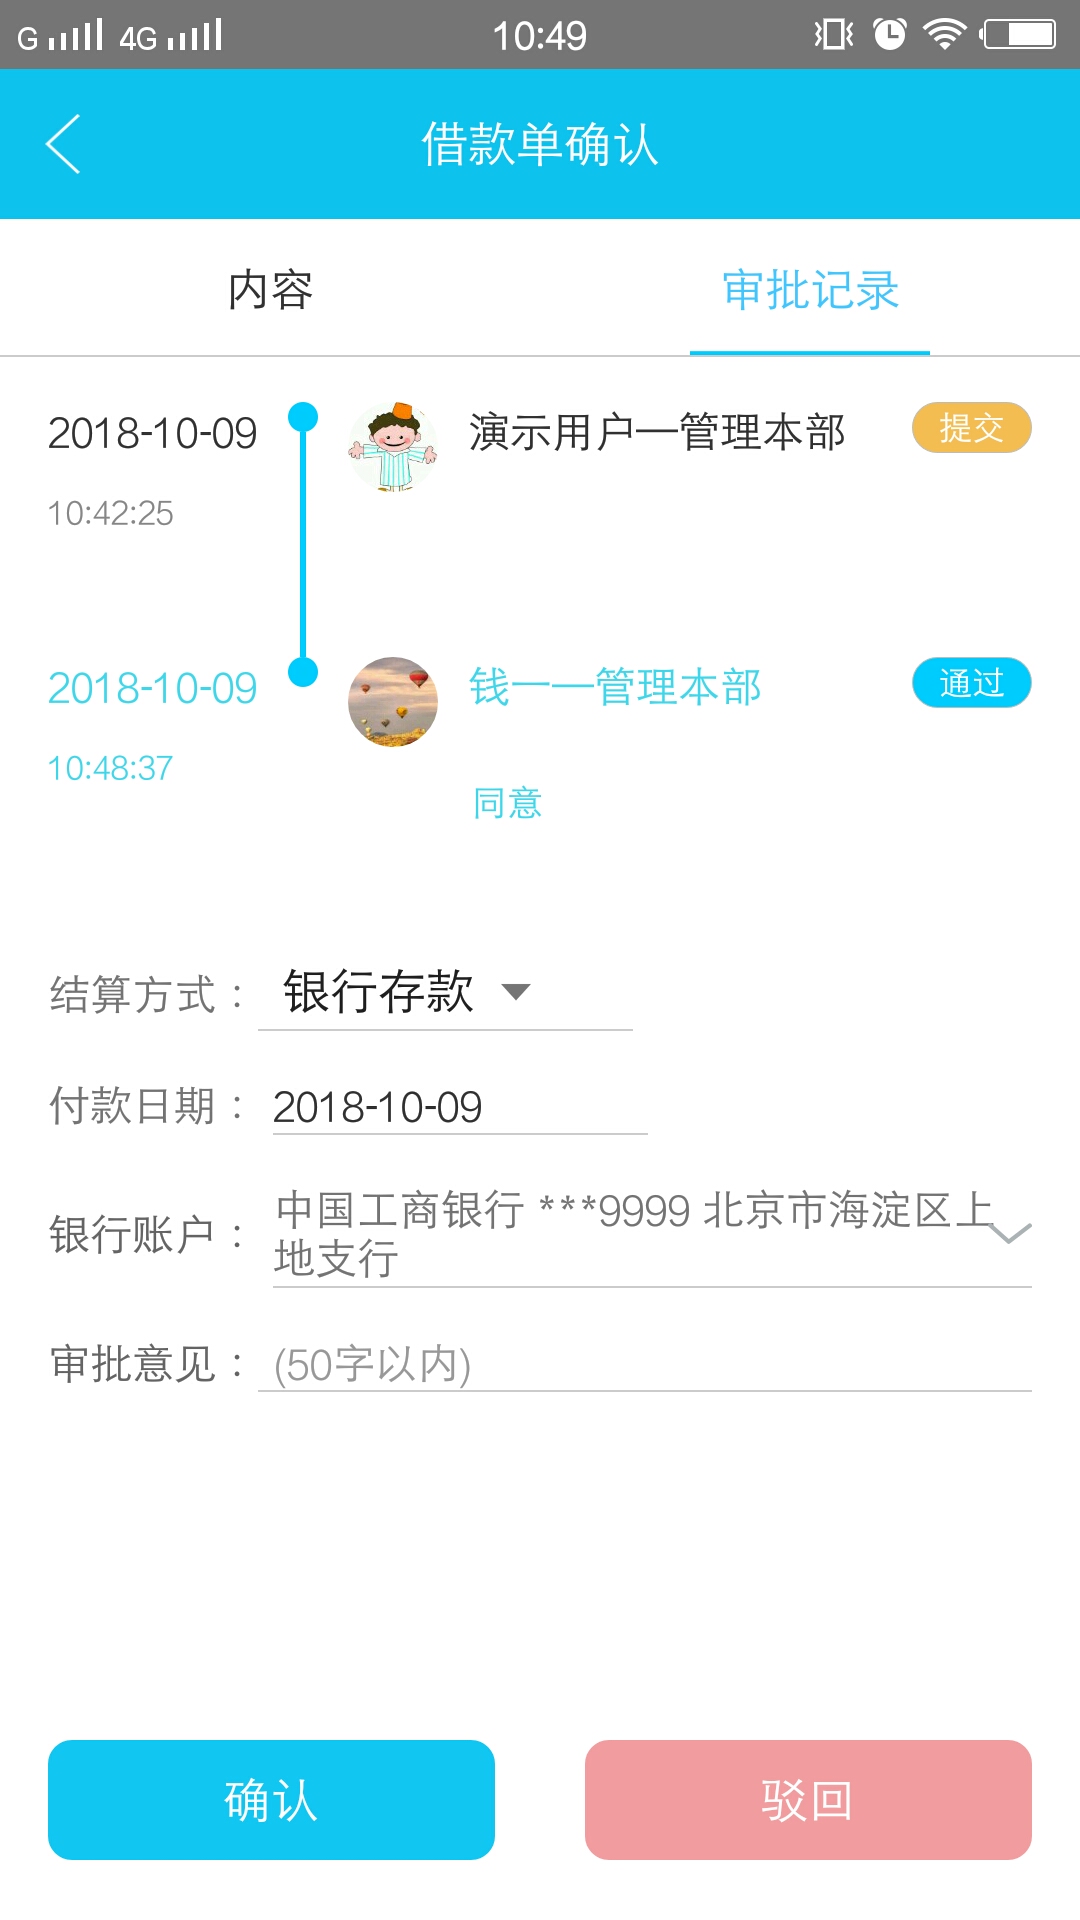 G 4G 10:49
借款单确认
内容 审批记录
2018-10-09 演示用户—管理本部 提交
10:42:25
2018-10-09 钱一—管理本部 通过
10:48:37
同意
结算方式： 银行存款
付款日期： 2018-10-09
银行账户： 中国工商银行 ***9999 北京市海淀区上
地支行
审批意见： (50字以内)
确认 驳回